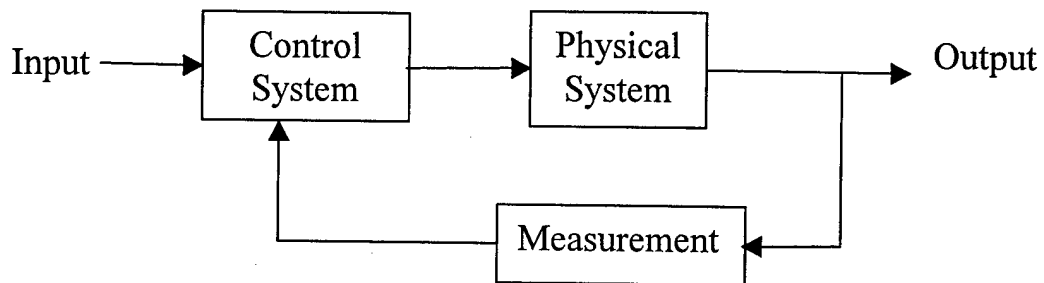 Input
Control
System
Physical
System
Output
Measurement